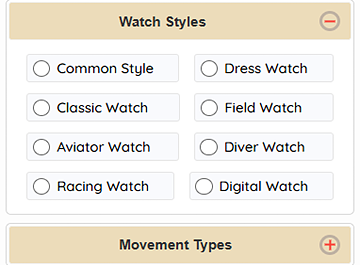 Watch Styles
Common Style
Dress Watch
Classic Watch
Field Watch
Aviator Watch
Diver Watch
Racing Watch
Digital Watch
Movement Types